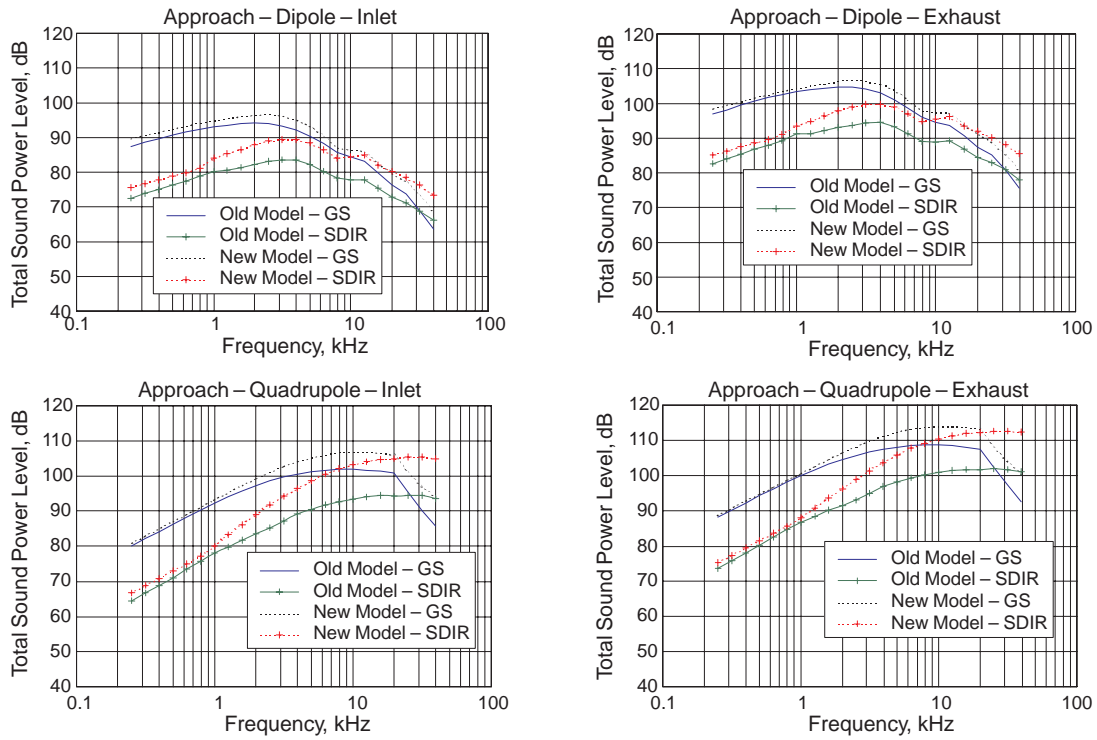 Approach – Dipole – Inlet
Total Sound Power Level, dB
120
110
100
90
80
70
60
50
40
Old Model – GS
Old Model – SDIR
New Model – GS
New Model – SDIR
0.1
1
10
100
Frequency, kHz
Approach – Dipole – Exhaust
Total Sound Power Level, dB
120
110
100
90
80
70
60
50
40
Old Model – GS
Old Model – SDIR
New Model – GS
New Model – SDIR
0.1
1
10
100
Frequency, kHz
Approach – Quadrupole – Inlet
Total Sound Power Level, dB
120
110
100
90
80
70
60
50
40
Old Model – GS
Old Model – SDIR
New Model – GS
New Model – SDIR
0.1
1
10
100
Frequency, kHz
Approach – Quadrupole – Exhaust
Total Sound Power Level, dB
120
110
100
90
80
70
60
50
40
Old Model – GS
Old Model – SDIR
New Model – GS
New Model – SDIR
0.1
1
10
100
Frequency, kHz